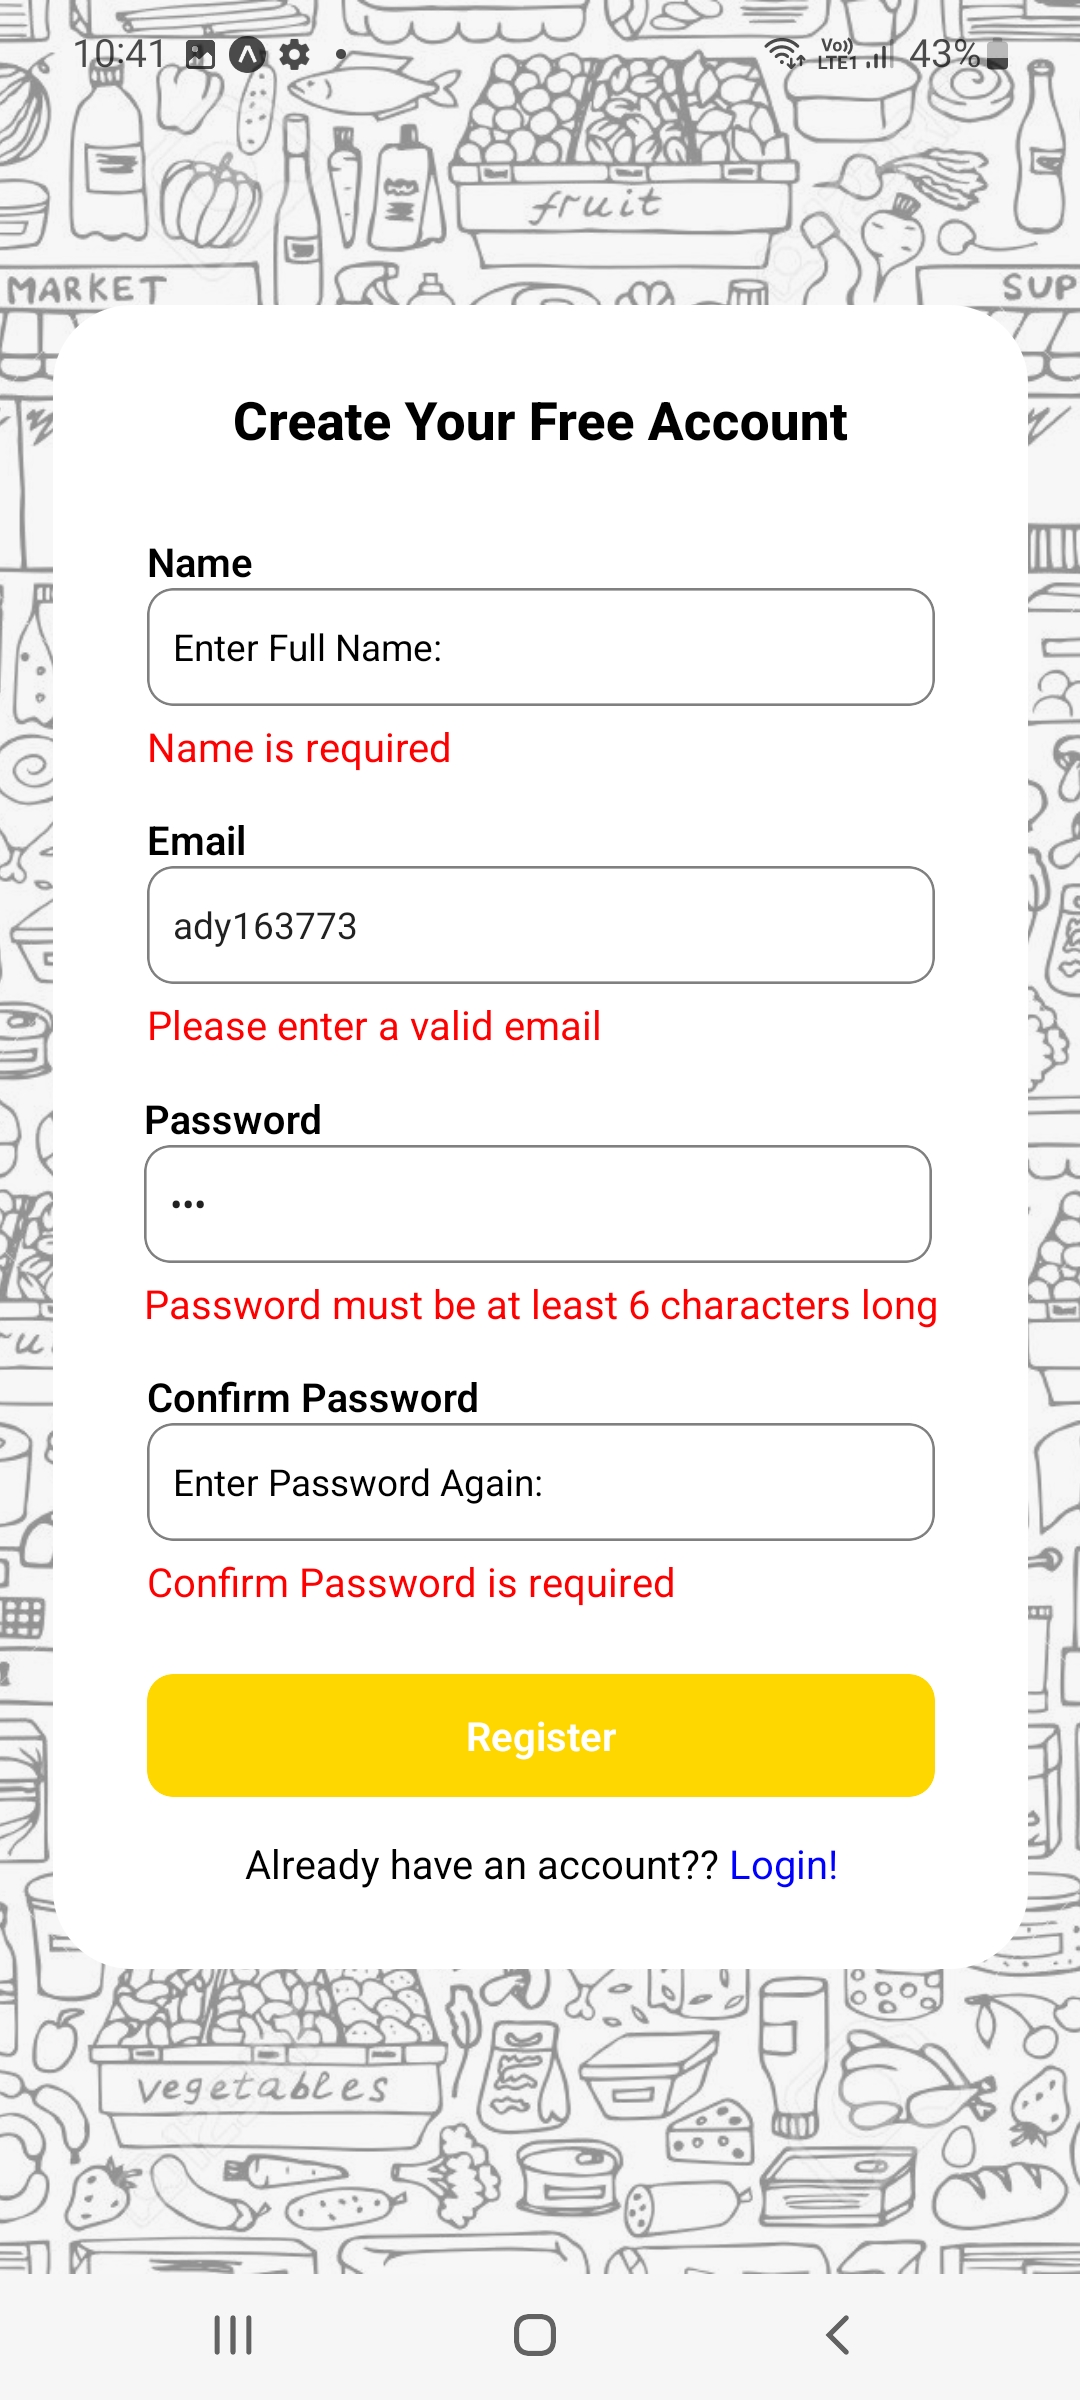 10:41
Vo))
LTE1
43%
fruit
MARKET
SUP
Create Your Free Account
Name
Enter Full Name:
Name is required
Email
ady163773
Please enter a valid email
Password
•••
Password must be at least 6 characters long
Confirm Password
Enter Password Again:
Confirm Password is required
Register
Already have an account?? Login!
vegetables